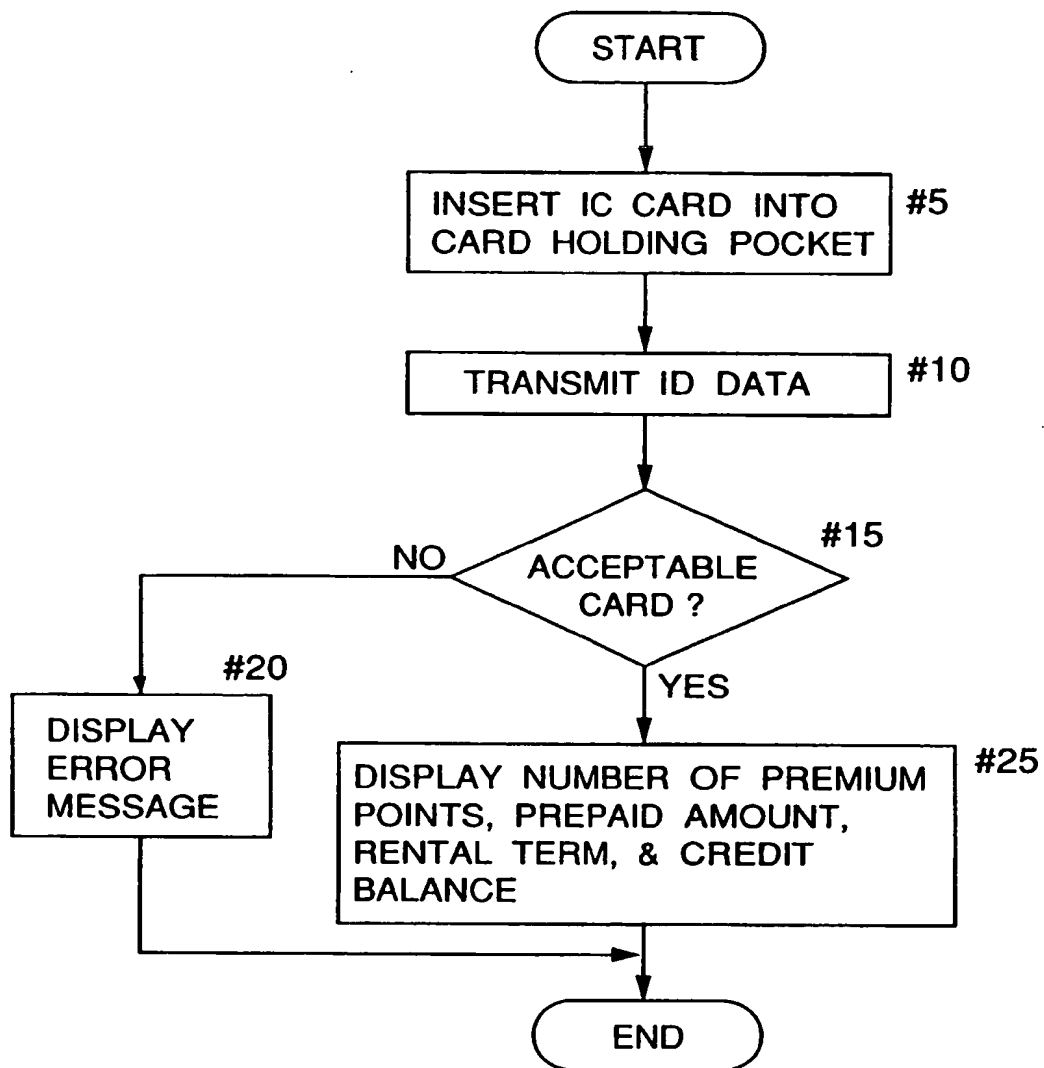 START
INSERT IC CARD INTO
CARD HOLDING POCKET
#5
TRANSMIT ID DATA
#10
#15
NO
ACCEPTABLE
CARD ?
#20
YES
DISPLAY
ERROR
MESSAGE
DISPLAY NUMBER OF PREMIUM
POINTS, PREPAID AMOUNT,
RENTAL TERM, & CREDIT
BALANCE
#25
END